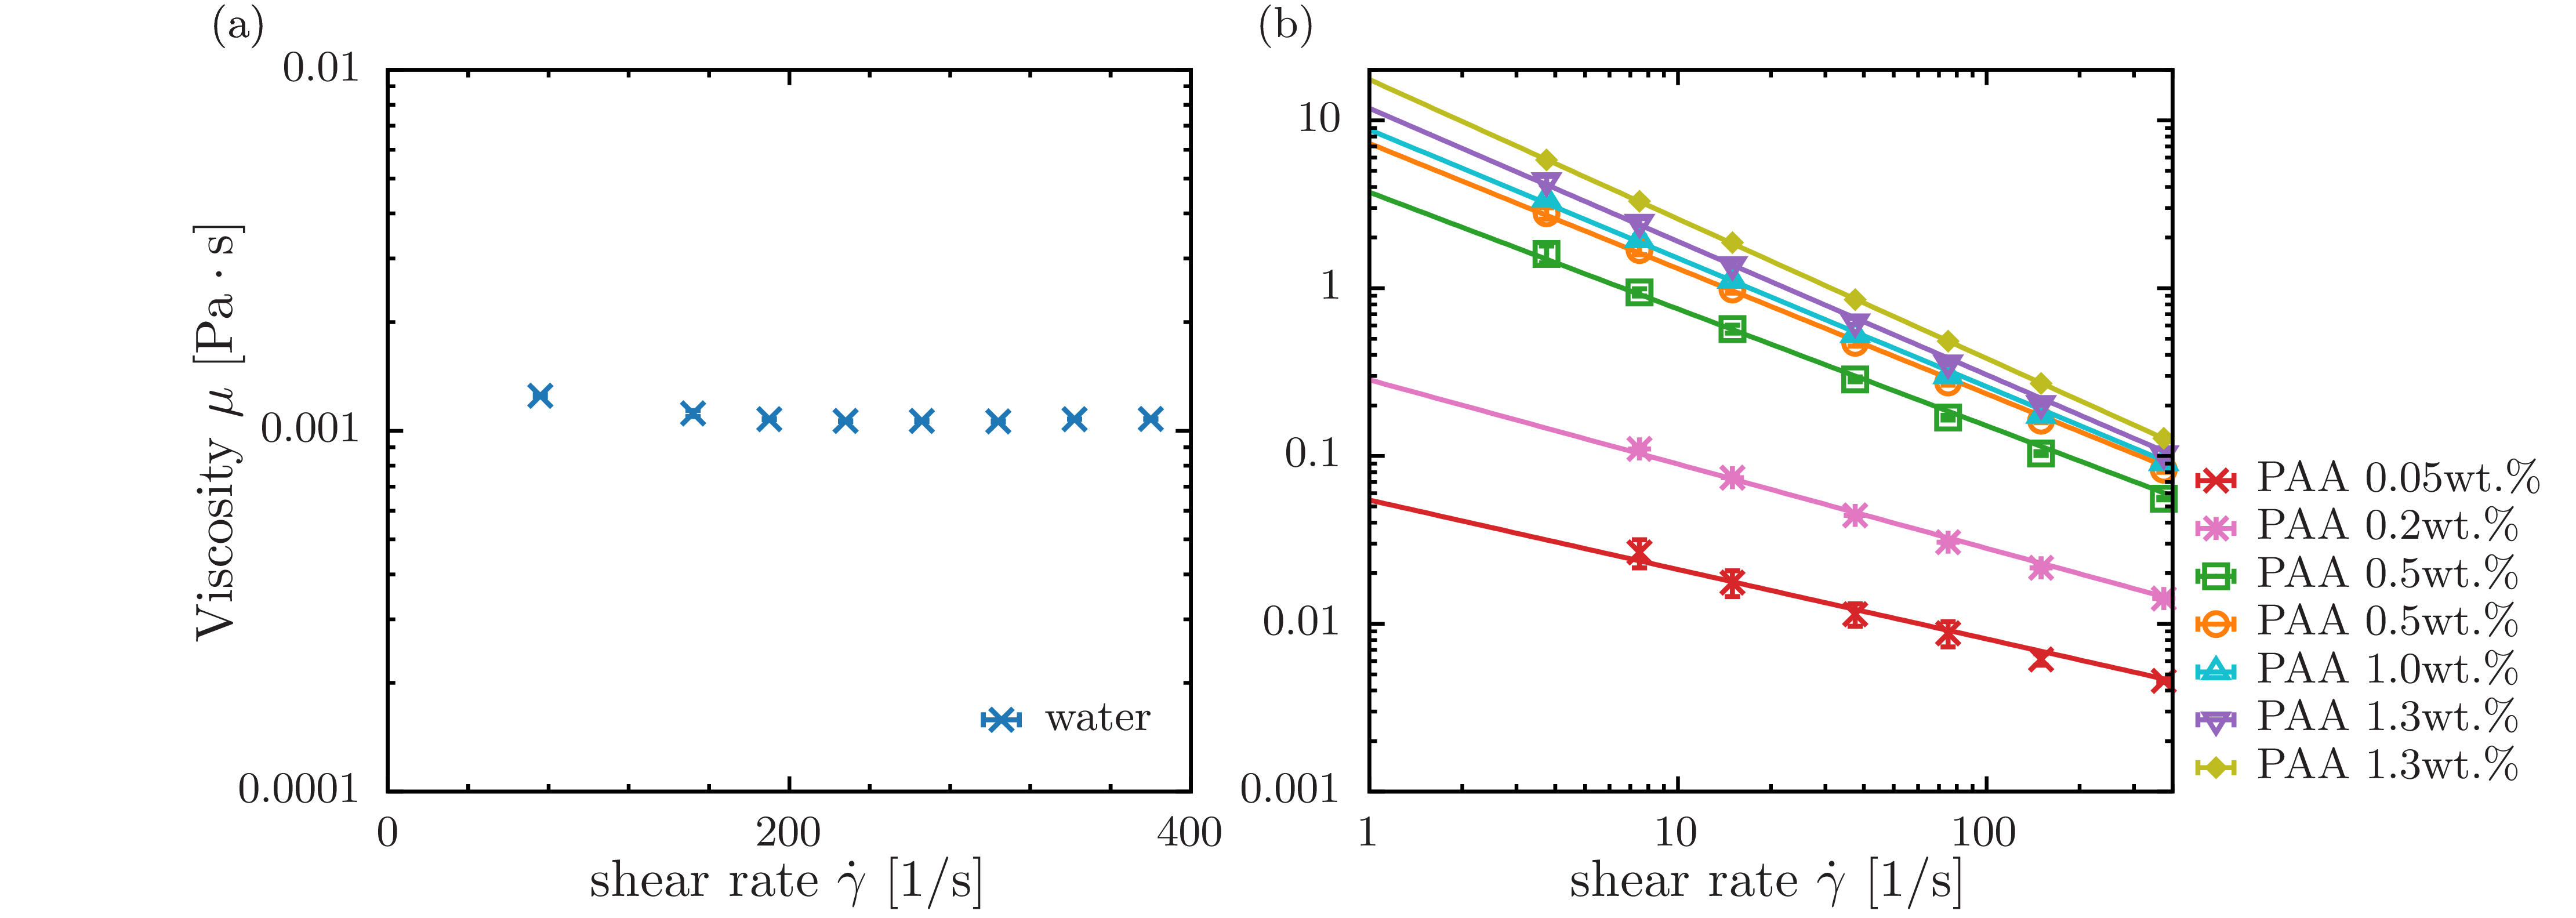 (a)
0.01
0.001
0.0001
Viscosity μ [Pa · s]
water
0
200
400
shear rate γ̇ [1/s]
(b)
10
1
0.1
0.01
0.001
1
10
100
shear rate γ̇ [1/s]
PAA 0.05wt.%
PAA 0.2wt.%
PAA 0.5wt.%
PAA 0.5wt.%
PAA 1.0wt.%
PAA 1.3wt.%
PAA 1.3wt.%